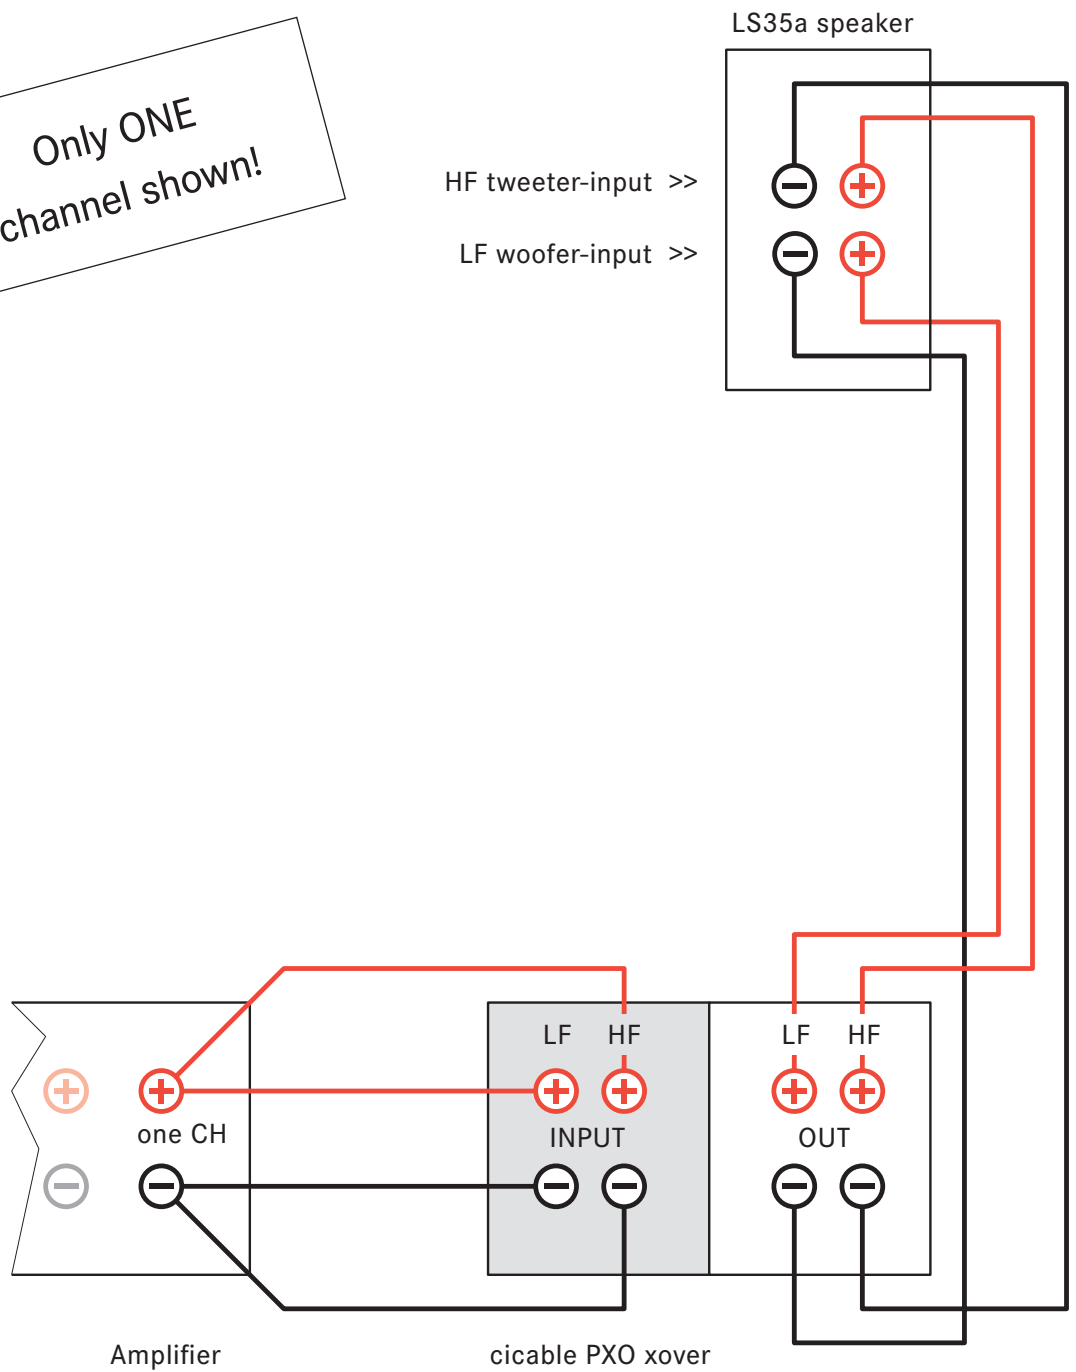 LS35a speaker
Only ONE
channel shown!
HF tweeter-input >>
LF woofer-input >>
LF HF
LF HF
one CH
INPUT
OUT
Amplifier
cicable PXO xover